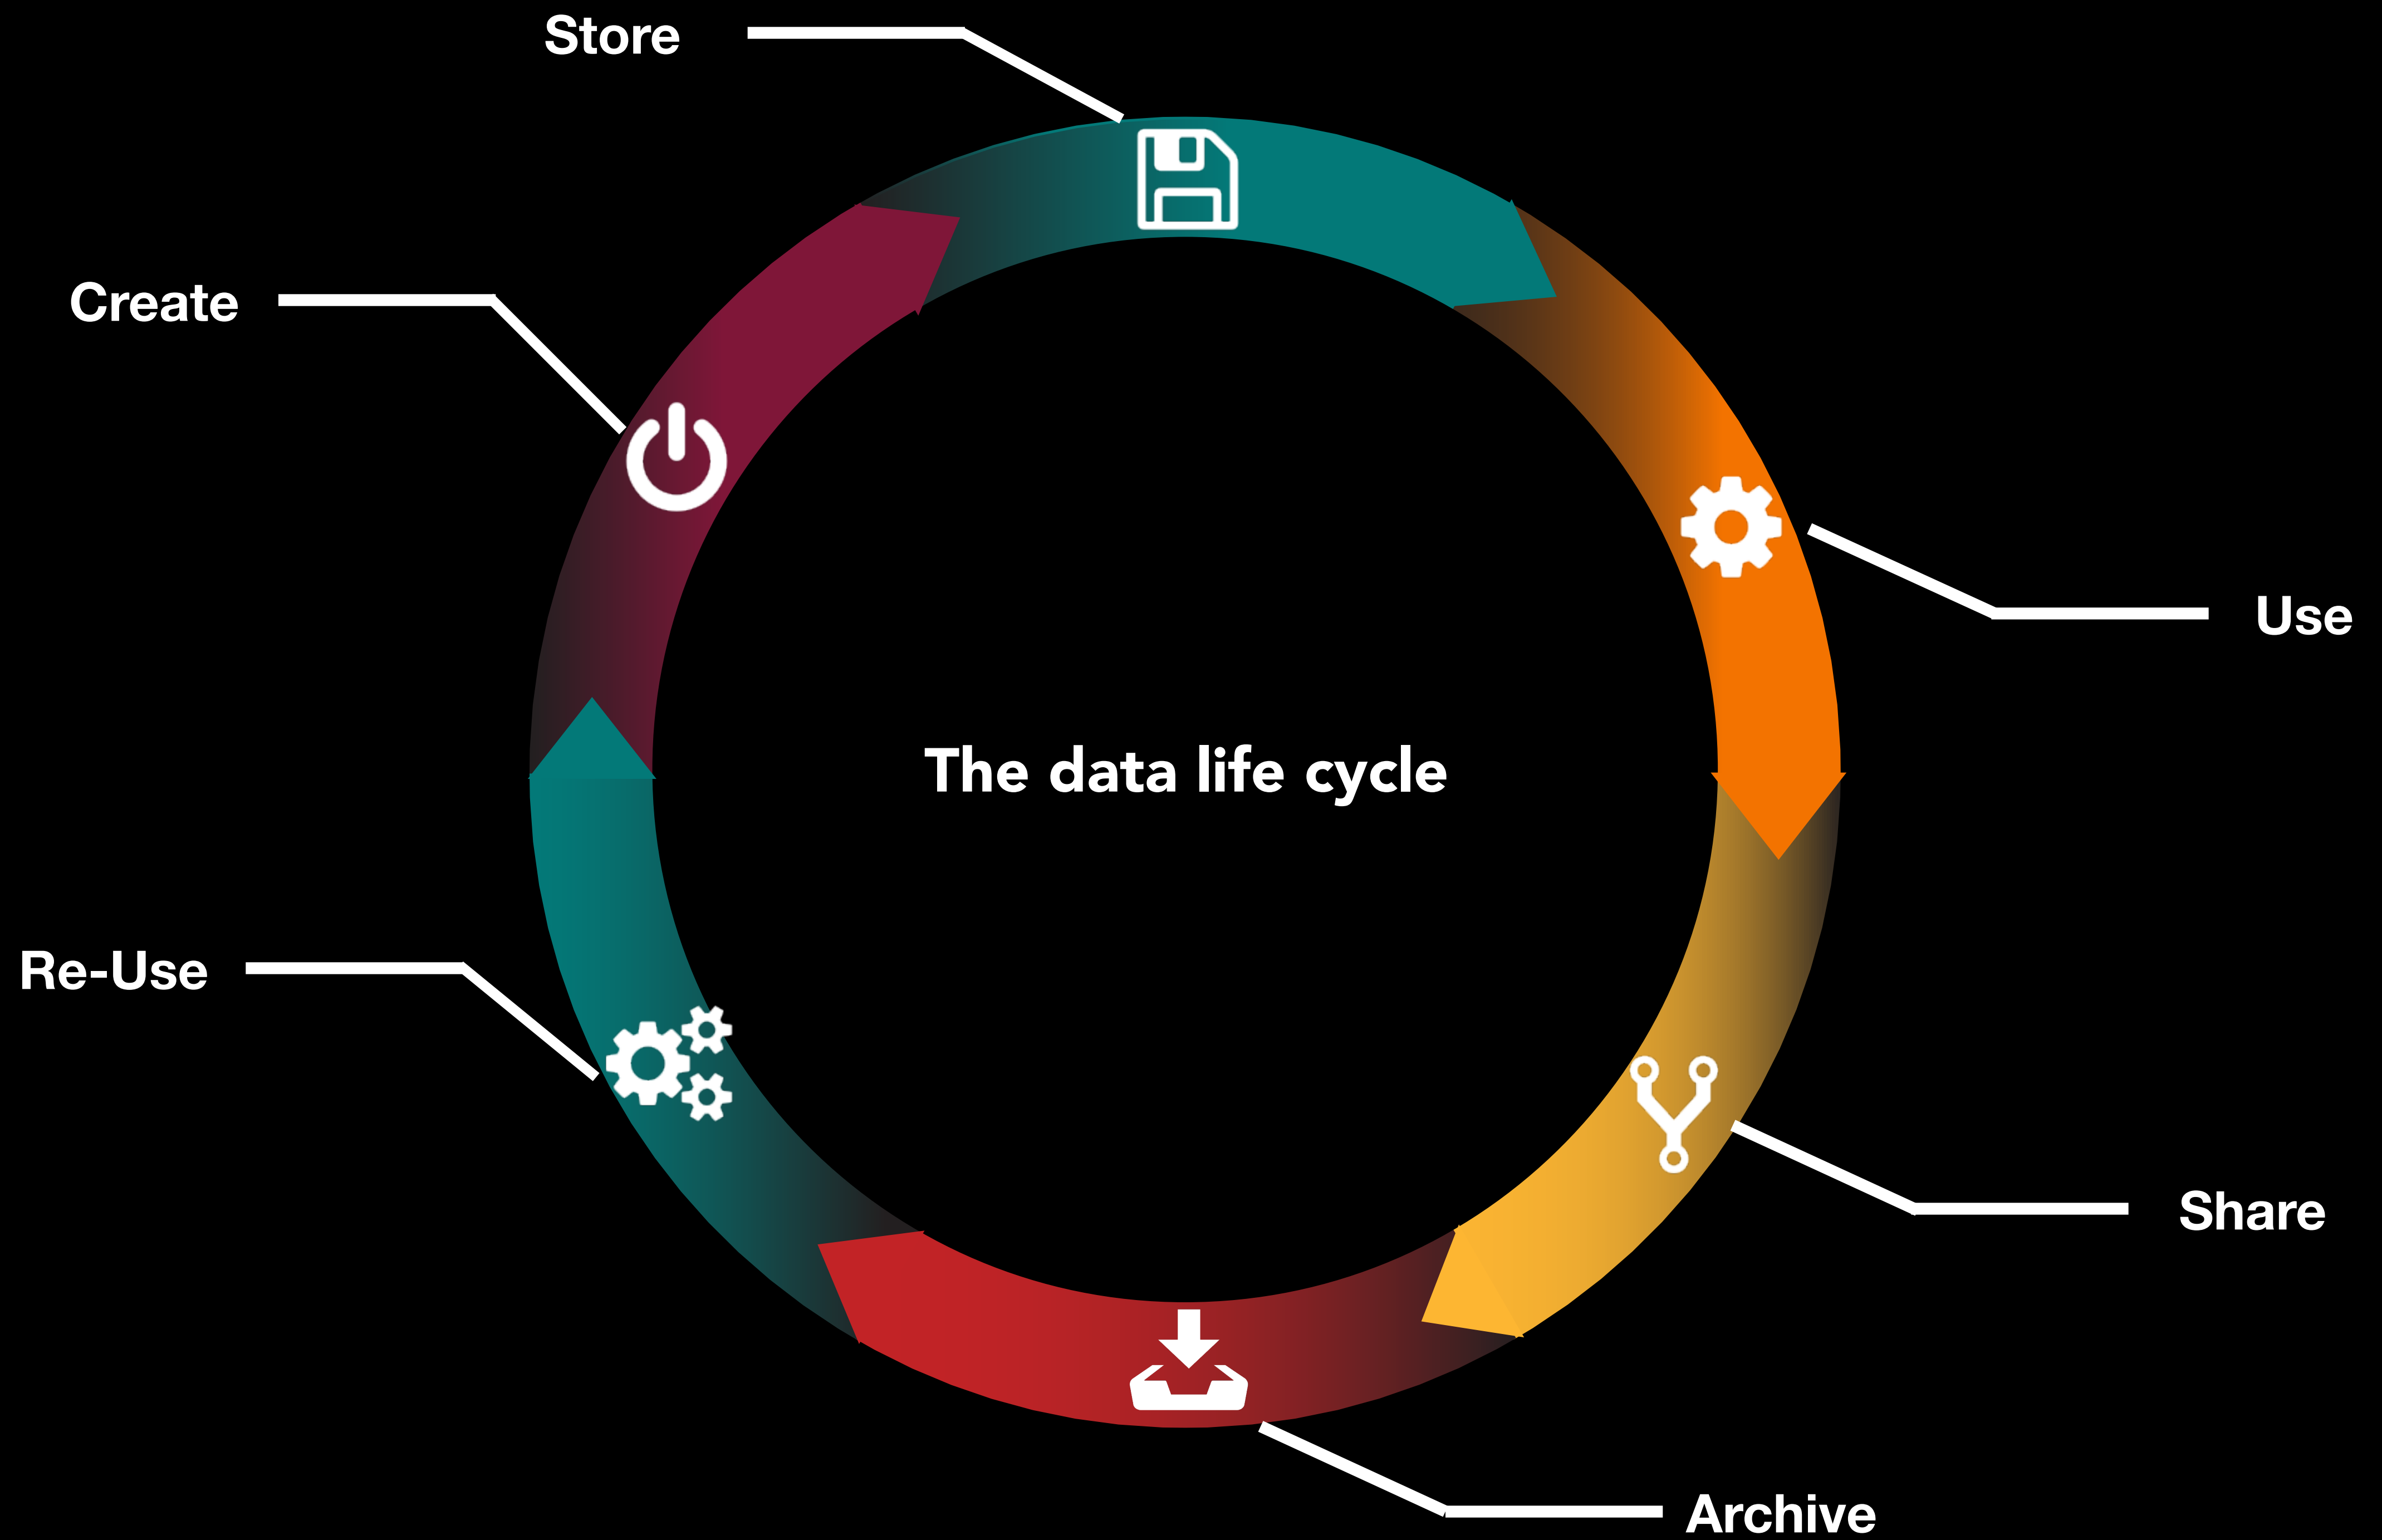 Store
Create
Use
The data life cycle
Re-Use
Share
Archive